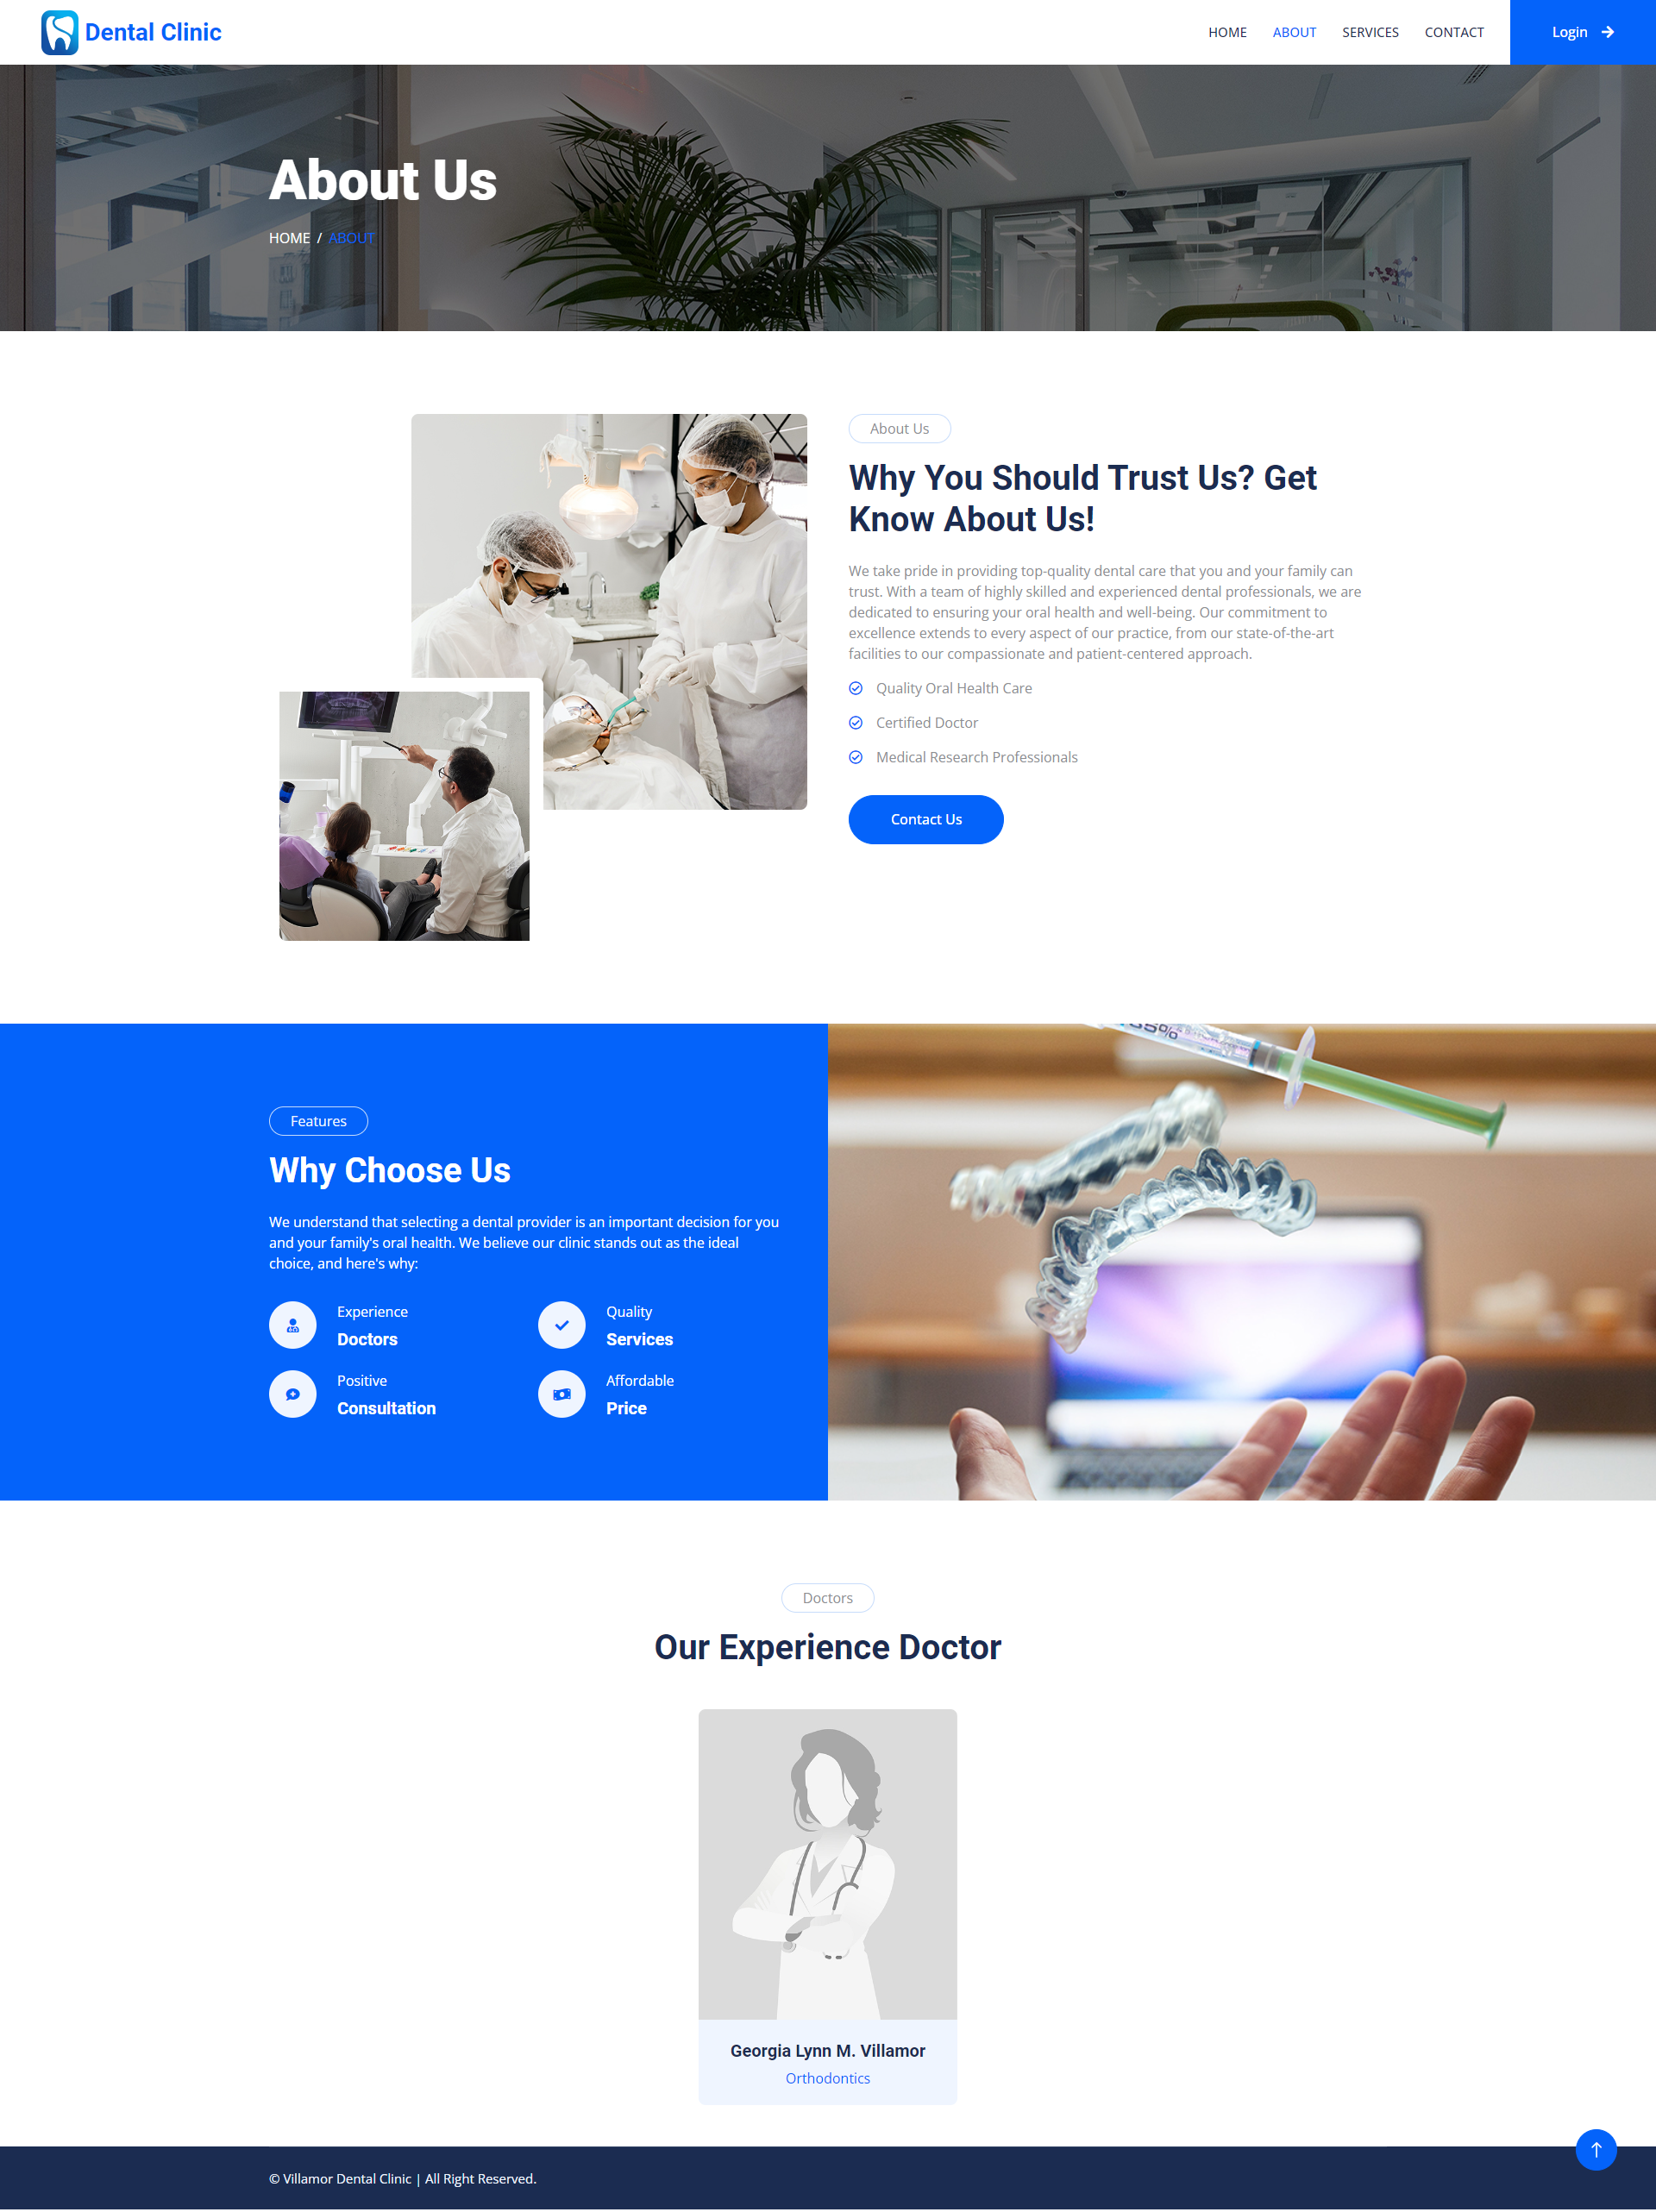 Dental Clinic
HOME
ABOUT
SERVICES
CONTACT
Login
About Us
HOME / ABOUT
About Us
Why You Should Trust Us? Get
Know About Us!
We take pride in providing top-quality dental care that you and your family can
trust. With a team of highly skilled and experienced dental professionals, we are
dedicated to ensuring your oral health and well-being. Our commitment to
excellence extends to every aspect of our practice, from our state-of-the-art
facilities to our compassionate and patient-centered approach.
Quality Oral Health Care
Certified Doctor
Medical Research Professionals
Contact Us
Features
Why Choose Us
We understand that selecting a dental provider is an important decision for you
and your family's oral health. We believe our clinic stands out as the ideal
choice, and here's why:
Experience
Doctors
Quality
Services
Positive
Consultation
Affordable
Price
35%
Doctors
Our Experience Doctor
Georgia Lynn M. Villamor
Orthodontics
© Villamor Dental Clinic | All Right Reserved.